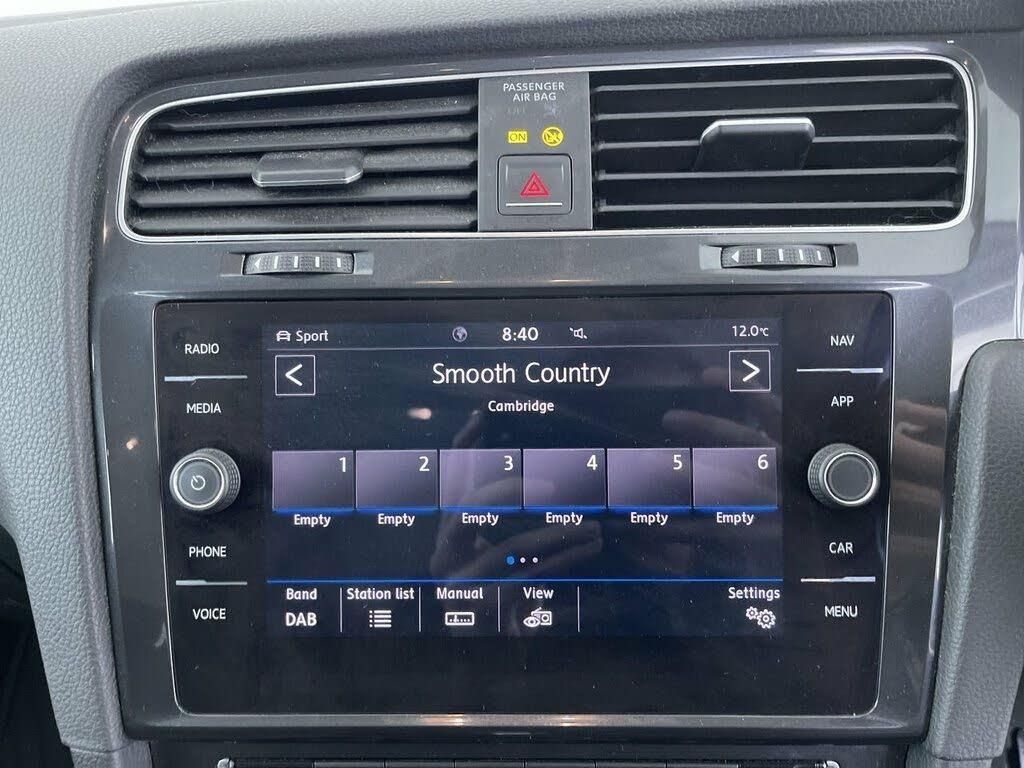 PASSENGER
AIR BAG
ON
RADIO
MEDIA
PHONE
VOICE
Sport 8:40 12.0°C
< Smooth Country >
Cambridge
1 2 3 4 5 6
Empty Empty Empty Empty Empty Empty
Band Station list Manual View Settings
DAB
NAV
APP
CAR
MENU